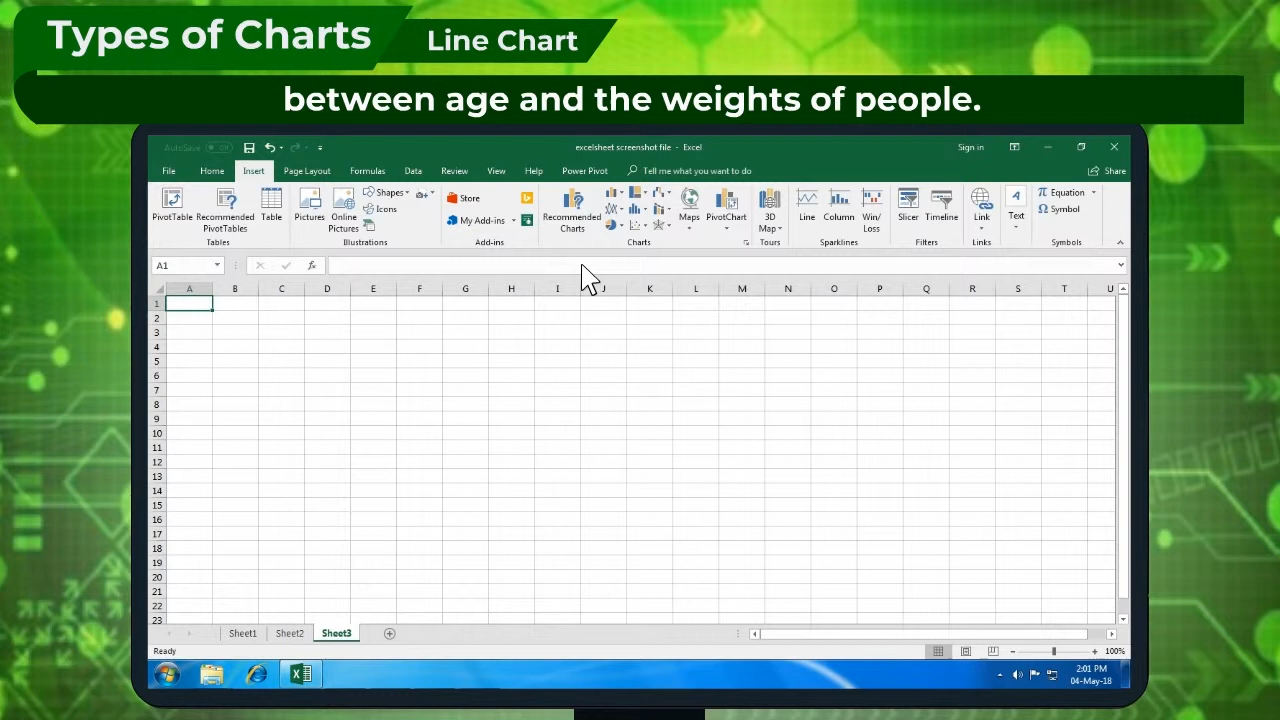 Types of Charts
Line Chart
between age and the weights of people.
AutoSave Off
excelsheet screenshot file - Excel
Sign in
File Home Insert Page Layout Formulas Data Review View Help Power Pivot Tell me what you want to do Share
PivotTable
Recommended
PivotTables
Table
Tables
Pictures
Online
Pictures
Shapes
Icons
Illustrations
Store
My Add-ins
Add-ins
Recommended
Charts
Maps
PivotChart
Charts
3D
Map
Tours
Line
Column
Win/
Loss
Sparklines
Slicer
Timeline
Filters
Link
Links
A
Text
Equation
Symbol
Symbols
A1
fx
A B C D E F G H I J K L M N O P Q R S T U
1
2
3
4
5
6
7
8
9
10
11
12
13
14
15
16
17
18
19
20
21
22
23
Sheet1 Sheet2 Sheet3
Ready
100%
2:01 PM
04-May-18